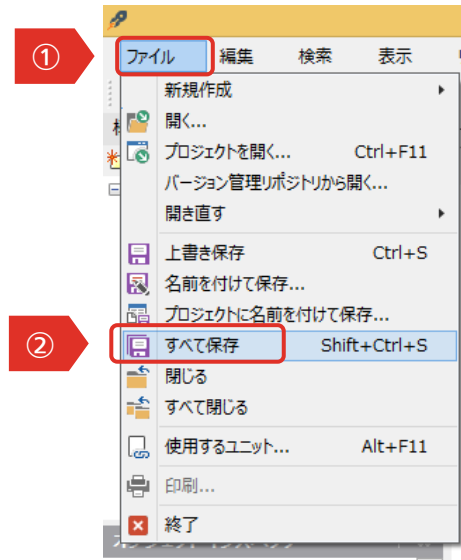 ①
ファイル 編集 検索 表示
新規作成
開く...
プロジェクトを開く... Ctrl+F11
バージョン管理リポジトリから開く...
開き直す
上書き保存 Ctrl+S
名前を付けて保存...
プロジェクトに名前を付けて保存...
②
すべて保存 Shift+Ctrl+S
閉じる
すべて閉じる
使用するユニット... Alt+F11
印刷...
終了